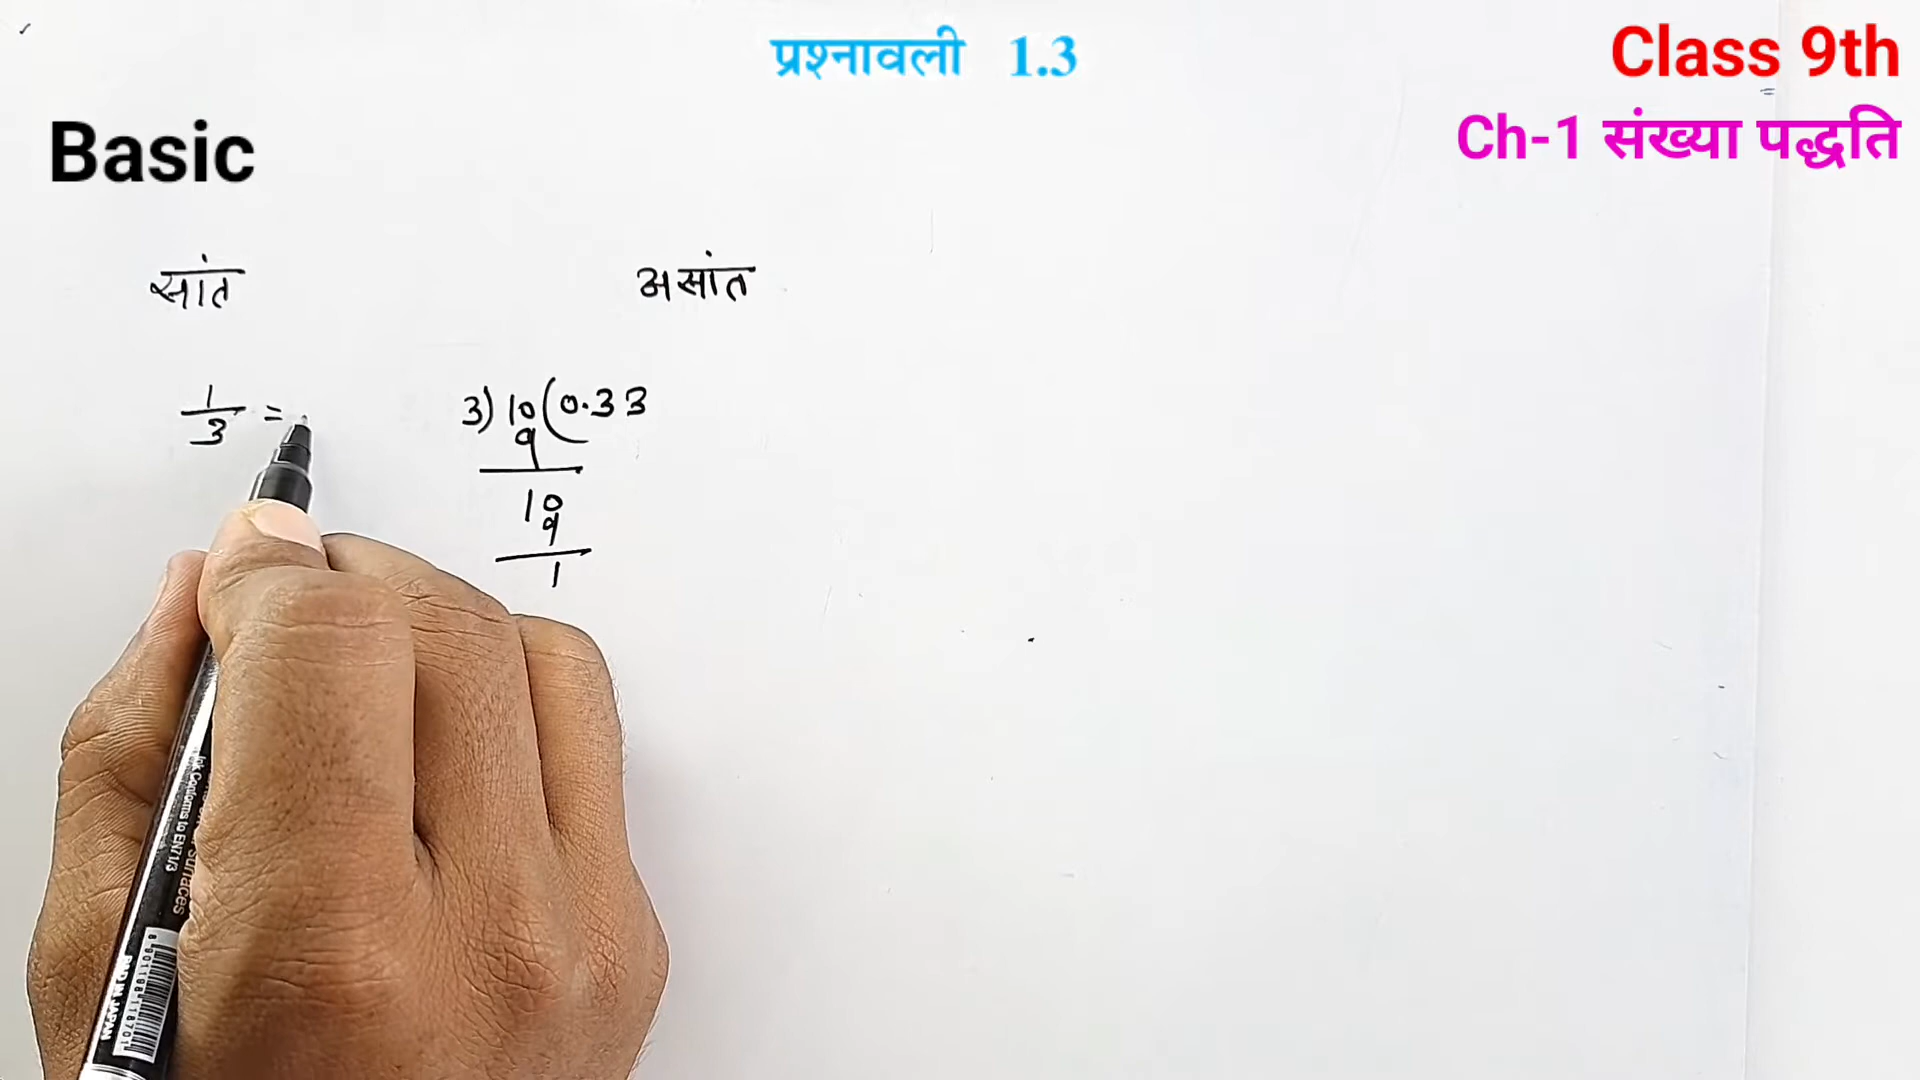 प्रश्नावली 1.3
Class 9th
Ch-1 संख्या पद्धति
Basic
सांत
असांत
1/3 =
3) 10 ( 0.33
9
10
9
1